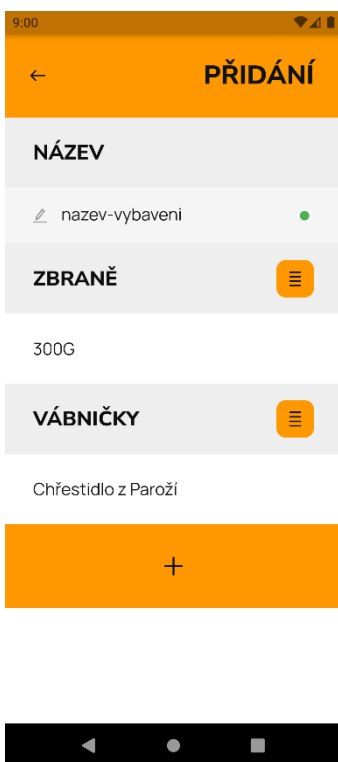 9:00
PŘIDÁNÍ
NÁZEV
nazev-vybaveni
ZBRANĚ
300G
VÁBNIČKY
Chřestidlo z Paroží